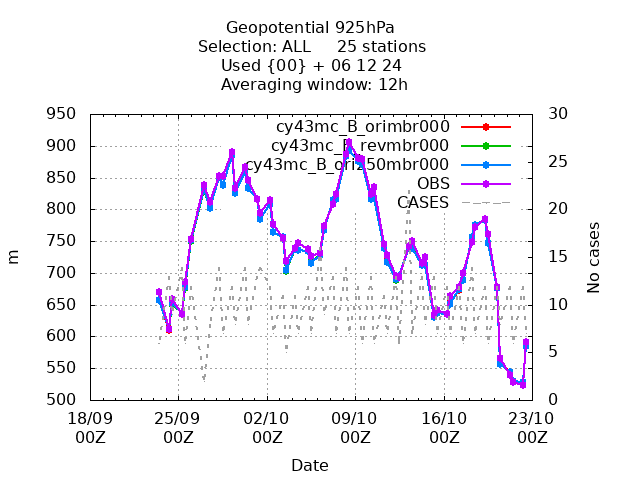 Geopotential 925hPa
Selection: ALL 25 stations
Used {00} + 06 12 24
Averaging window: 12h
cy43mc_B_orimbr000
cy43mc_B_revmbr000
cy43mc_B_ori250mbr000
OBS
CASES
950
900
850
800
750
700
650
600
550
500
m
30
25
20
15
10
5
0
No cases
18/09 25/09 02/10 09/10 16/10 23/10
00Z 00Z 00Z 00Z 00Z 00Z
Date